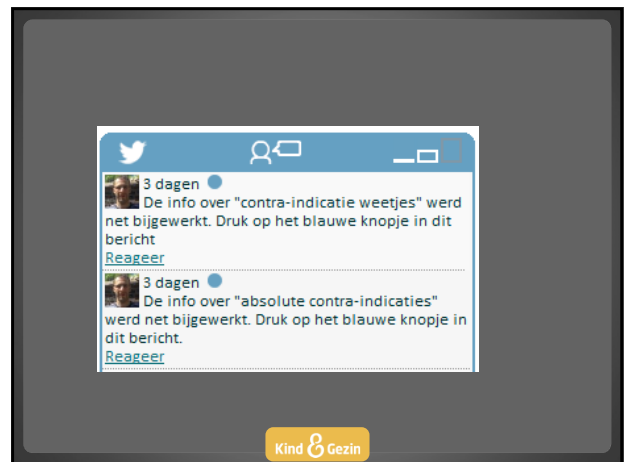 3 dagen
De info over "contra-indicatie weetjes" werd
net bijgewerkt. Druk op het blauwe knopje in dit
bericht
Reageer
3 dagen
De info over "absolute contra-indicaties"
werd net bijgewerkt. Druk op het blauwe knopje in
dit bericht.
Reageer
Kind & Gezin